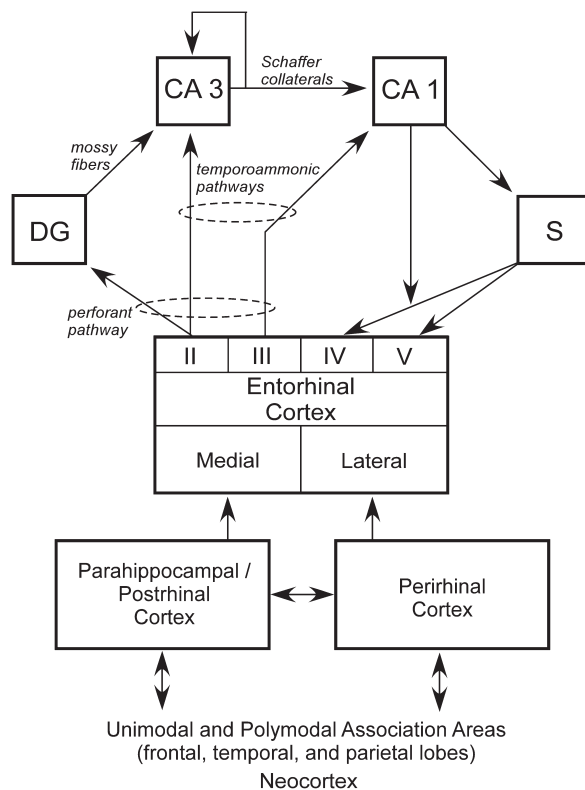 Schaffer
collaterals
CA 3
CA 1
mossy
fibers
temporoammonic
pathways
DG
S
perforant
pathway
II
III
IV
V
Entorhinal
Cortex
Medial
Lateral
Parahippocampal /
Postrhinal
Cortex
Perirhinal
Cortex
Unimodal and Polymodal Association Areas
(frontal, temporal, and parietal lobes)
Neocortex